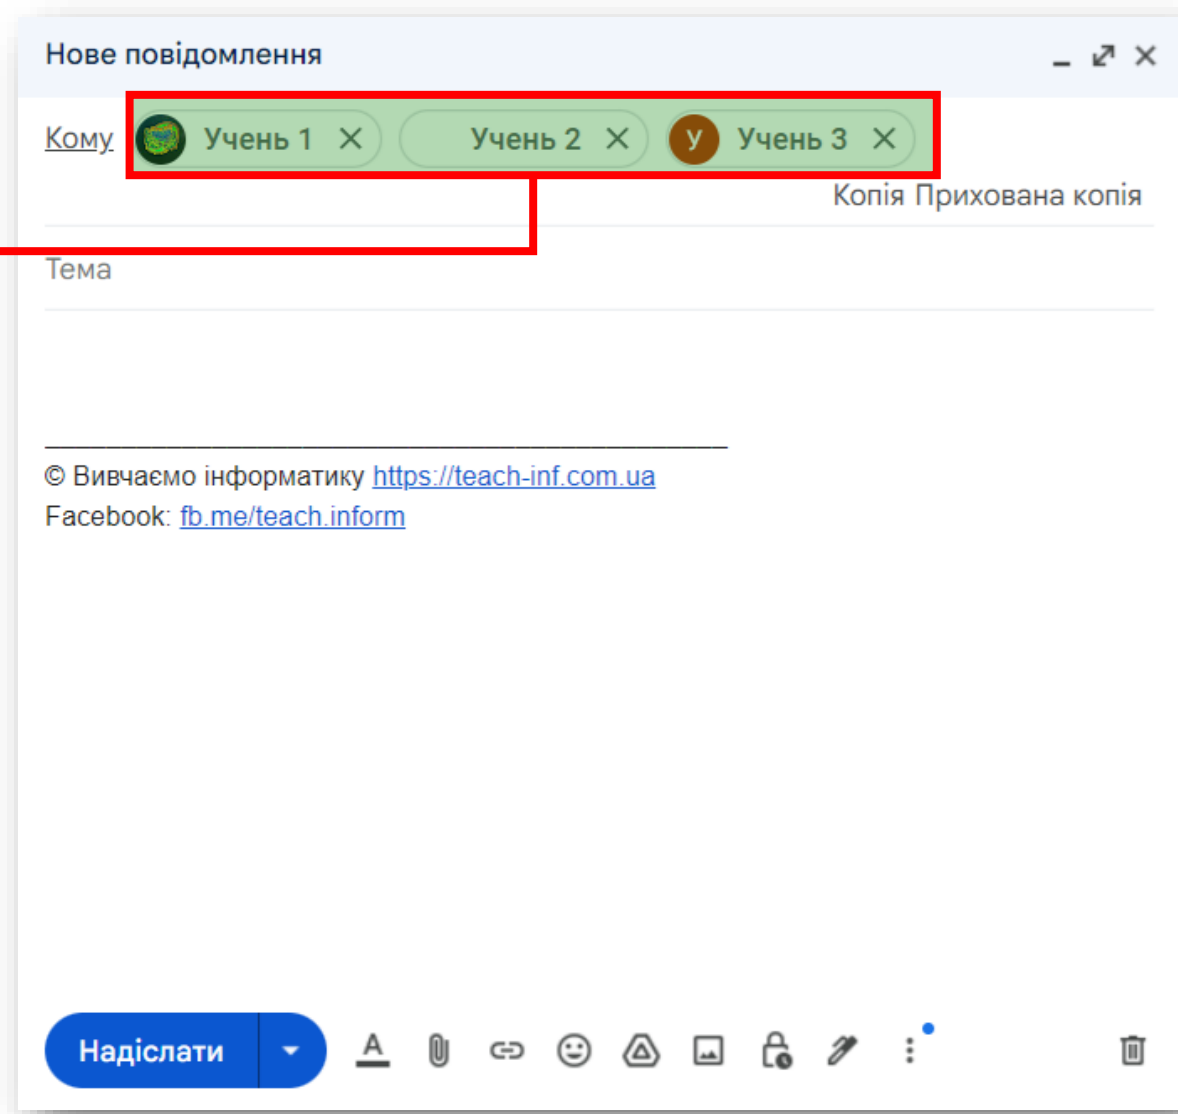 Нове повідомлення
Кому Учень 1 Учень 2 У Учень 3
Копія Прихована копія
Тема
© Вивчаємо інформатику https://teach-inf.com.ua
Facebook: fb.me/teach.inform
Надіслати A